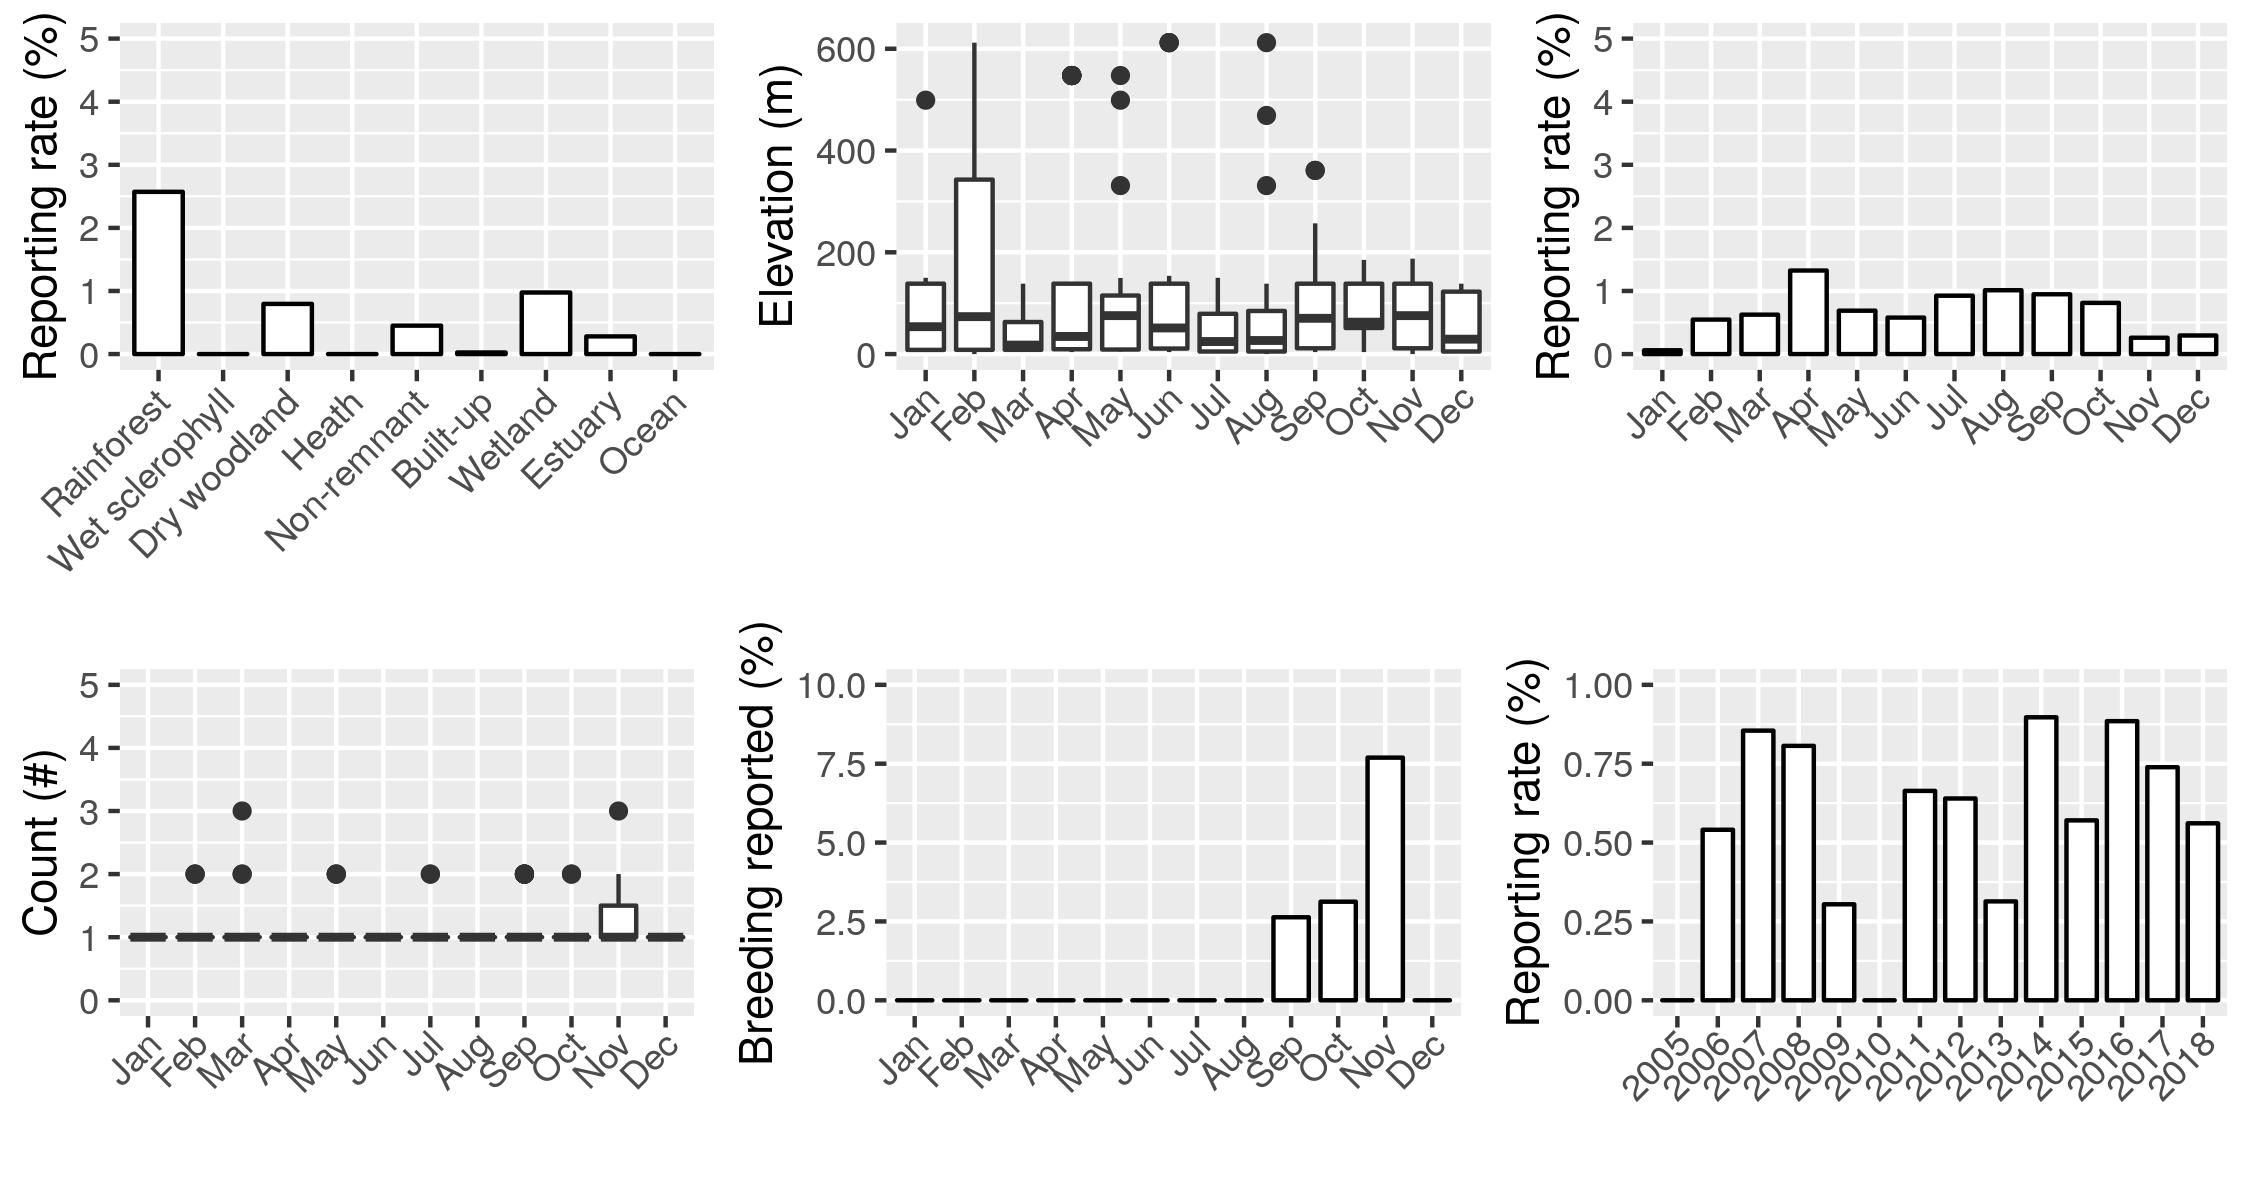 Reporting rate (%)
5
4
3
2
1
0
Rainforest
Wet sclerophyll
Dry woodland
Heath
Non-remnant
Built-up
Wetland
Estuary
Ocean
Elevation (m)
600
400
200
0
Jan
Feb
Mar
Apr
May
Jun
Jul
Aug
Sep
Oct
Nov
Dec
Reporting rate (%)
5
4
3
2
1
0
Jan
Feb
Mar
Apr
May
Jun
Jul
Aug
Sep
Oct
Nov
Dec
Count (#)
5
4
3
2
1
0
Jan
Feb
Mar
Apr
May
Jun
Jul
Aug
Sep
Oct
Nov
Dec
Breeding reported (%)
10.0
7.5
5.0
2.5
0.0
Jan
Feb
Mar
Apr
May
Jun
Jul
Aug
Sep
Oct
Nov
Dec
Reporting rate (%)
1.00
0.75
0.50
0.25
0.00
2005
2006
2007
2008
2009
2010
2011
2012
2013
2014
2015
2016
2017
2018